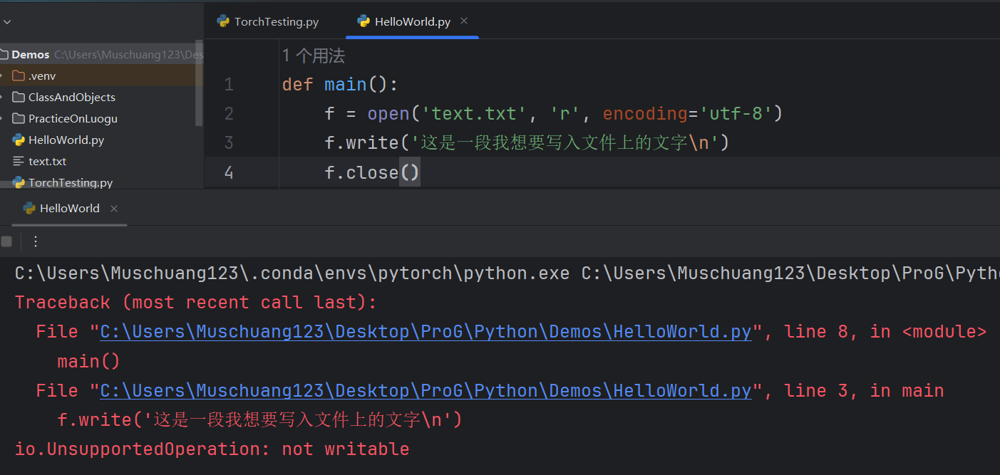 TorchTesting.py
HelloWorld.py
Demos C:\Users\Muschuang123\Des
.venv
ClassAndObjects
PracticeOnLuogu
HelloWorld.py
text.txt
TorchTesting.py
1 个用法
1 def main():
2 f = open('text.txt', 'r', encoding='utf-8')
3 f.write('这是一段我想要写入文件上的文字\n')
4 f.close()
HelloWorld
C:\Users\Muschuang123\.conda\envs\pytorch\python.exe C:\Users\Muschuang123\Desktop\ProG\Pyth
Traceback (most recent call last):
File "C:\Users\Muschuang123\Desktop\ProG\Python\Demos\HelloWorld.py", line 8, in <module>
main()
File "C:\Users\Muschuang123\Desktop\ProG\Python\Demos\HelloWorld.py", line 3, in main
f.write('这是一段我想要写入文件上的文字\n')
io.UnsupportedOperation: not writable